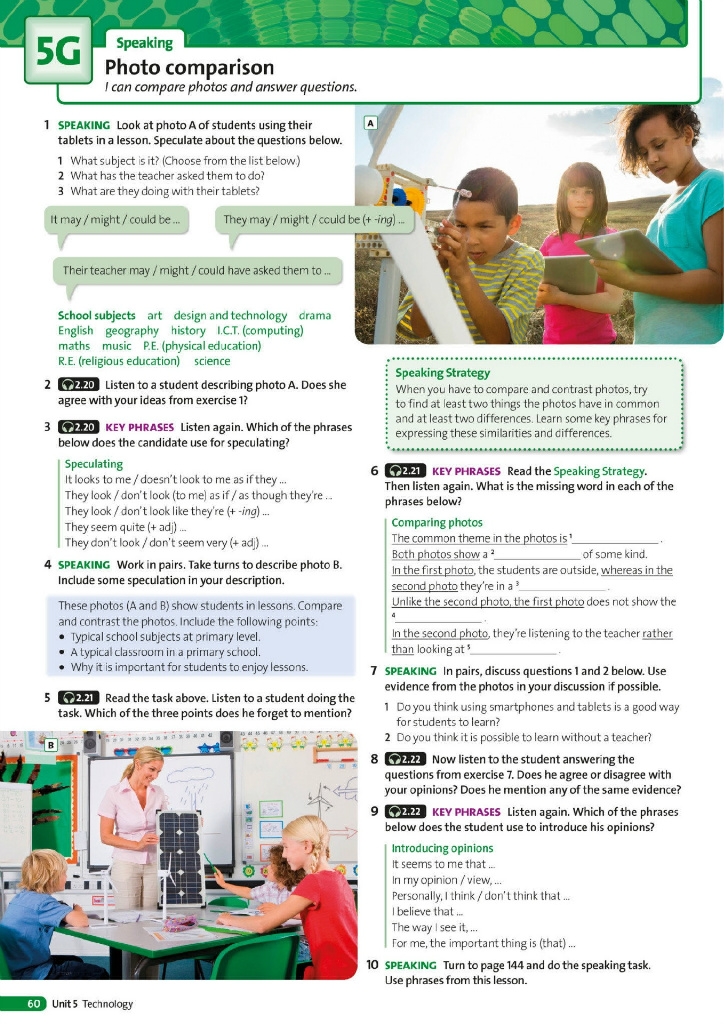 5G
Speaking
Photo comparison
I can compare photos and answer questions.
1 SPEAKING Look at photo A of students using their
tablets in a lesson. Speculate about the questions below.
1 What subject is it? (Choose from the list below.)
2 What has the teacher asked them to do?
3 What are they doing with their tablets?
It may / might / could be ...
They may / might / could be (+ -ing) ...
Their teacher may / might / could have asked them to ...
School subjects art design and technology drama
English geography history I.C.T. (computing)
maths music P.E. (physical education)
R.E. (religious education) science
2 2.20 Listen to a student describing photo A. Does she
agree with your ideas from exercise 1?
3 2.20 KEY PHRASES Listen again. Which of the phrases
below does the candidate use for speculating?
Speculating
It looks to me / doesn't look to me as if they ...
They look / don't look (to me) as if / as though they're ...
They look / don't look like they're (+ -ing) ...
They seem quite (+ adj) ...
They don't look / don't seem very (+ adj) ...
4 SPEAKING Work in pairs. Take turns to describe photo B.
Include some speculation in your description.
These photos (A and B) show students in lessons. Compare
and contrast the photos. Include the following points:
• Typical school subjects at primary level.
• A typical classroom in a primary school.
• Why it is important for students to enjoy lessons.
5 2.21 Read the task above. Listen to a student doing the
task. Which of the three points does he forget to mention?
B
A
Speaking Strategy
When you have to compare and contrast photos, try
to find at least two things the photos have in common
and at least two differences. Learn some key phrases for
expressing these similarities and differences.
6 2.21 KEY PHRASES Read the Speaking Strategy.
Then listen again. What is the missing word in each of the
phrases below?
Comparing photos
The common theme in the photos is 1 ____________ .
Both photos show a 2 ____________ of some kind.
In the first photo, the students are outside, whereas in the
second photo they're in a 3 ____________ .
Unlike the second photo, the first photo does not show the
4 ____________ .
In the second photo, they're listening to the teacher rather
than looking at 5 ____________ .
7 SPEAKING In pairs, discuss questions 1 and 2 below. Use
evidence from the photos in your discussion if possible.
1 Do you think using smartphones and tablets is a good way
for students to learn?
2 Do you think it is possible to learn without a teacher?
8 2.22 Now listen to the student answering the
questions from exercise 7. Does he agree or disagree with
your opinions? Does he mention any of the same evidence?
9 2.22 KEY PHRASES Listen again. Which of the phrases
below does the student use to introduce his opinions?
Introducing opinions
It seems to me that ...
In my opinion / view, ...
Personally, I think / don't think that ...
I believe that ...
The way I see it, ...
For me, the important thing is (that) ...
10 SPEAKING Turn to page 144 and do the speaking task.
Use phrases from this lesson.
60 Unit 5 Technology